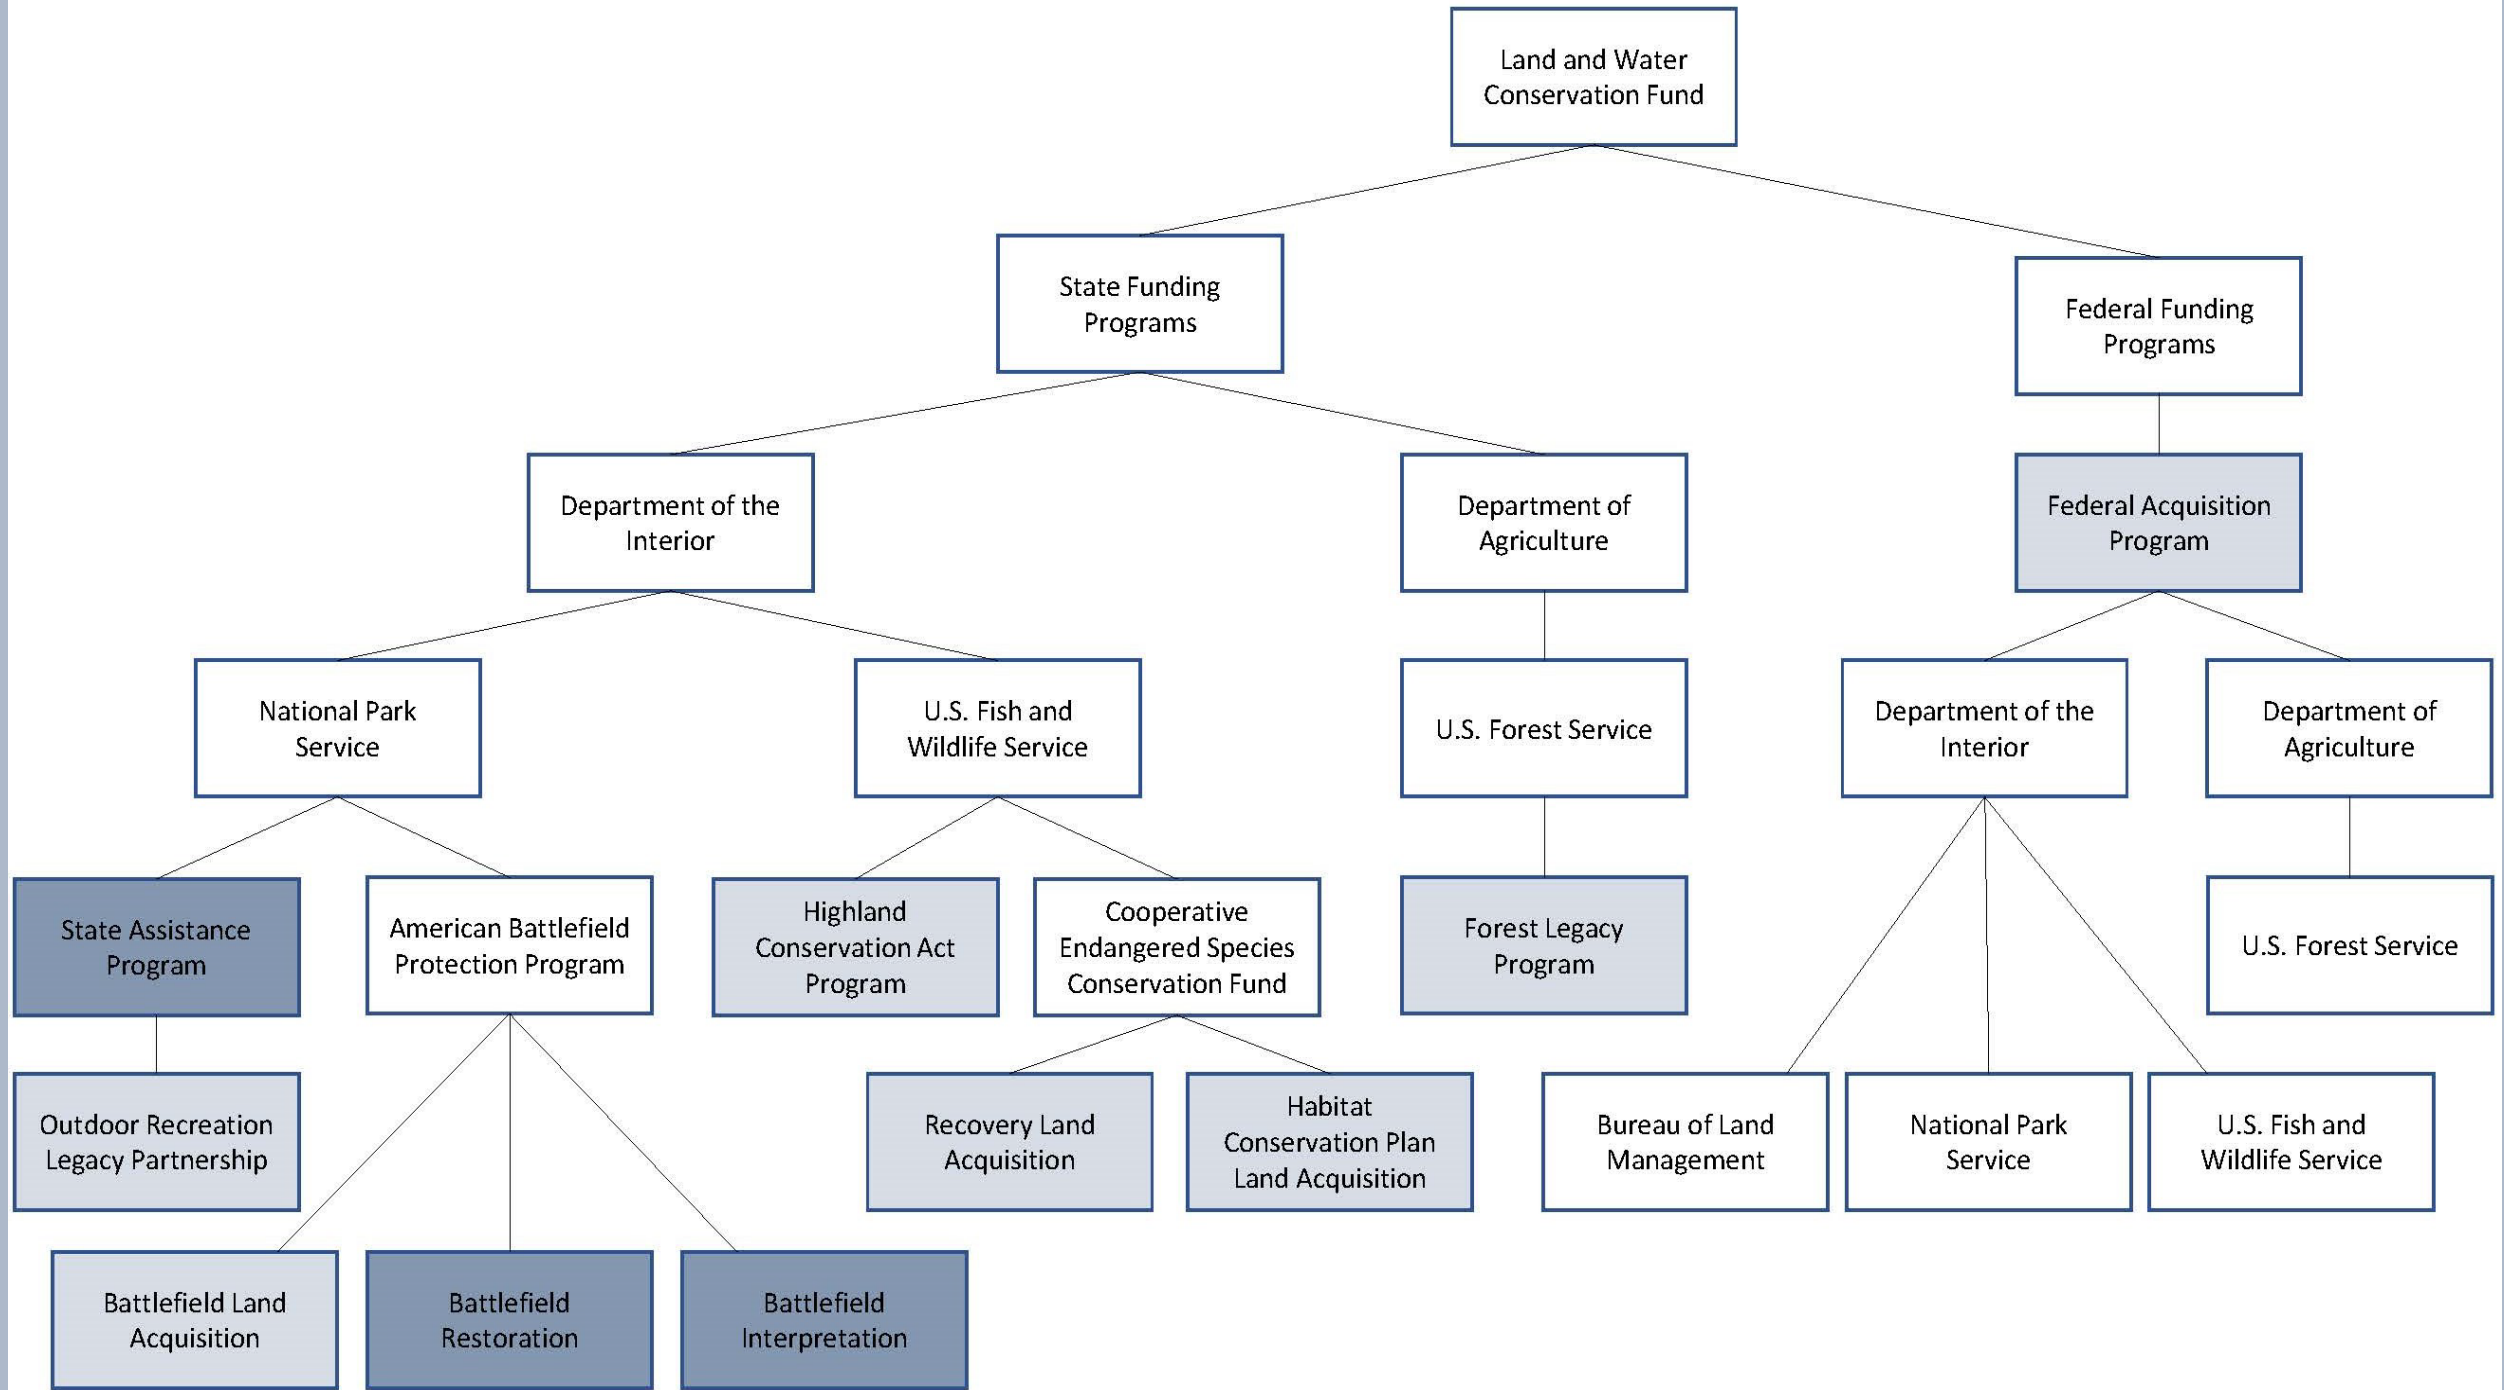 Land and Water
Conservation Fund
State Funding
Programs
Federal Funding
Programs
Department of the
Interior
Department of
Agriculture
Federal Acquisition
Program
National Park
Service
U.S. Fish and
Wildlife Service
U.S. Forest Service
Department of the
Interior
Department of
Agriculture
State Assistance
Program
American Battlefield
Protection Program
Highland
Conservation Act
Program
Cooperative
Endangered Species
Conservation Fund
Forest Legacy
Program
U.S. Forest Service
Outdoor Recreation
Legacy Partnership
Recovery Land
Acquisition
Habitat
Conservation Plan
Land Acquisition
Bureau of Land
Management
National Park
Service
U.S. Fish and
Wildlife Service
Battlefield Land
Acquisition
Battlefield
Restoration
Battlefield
Interpretation